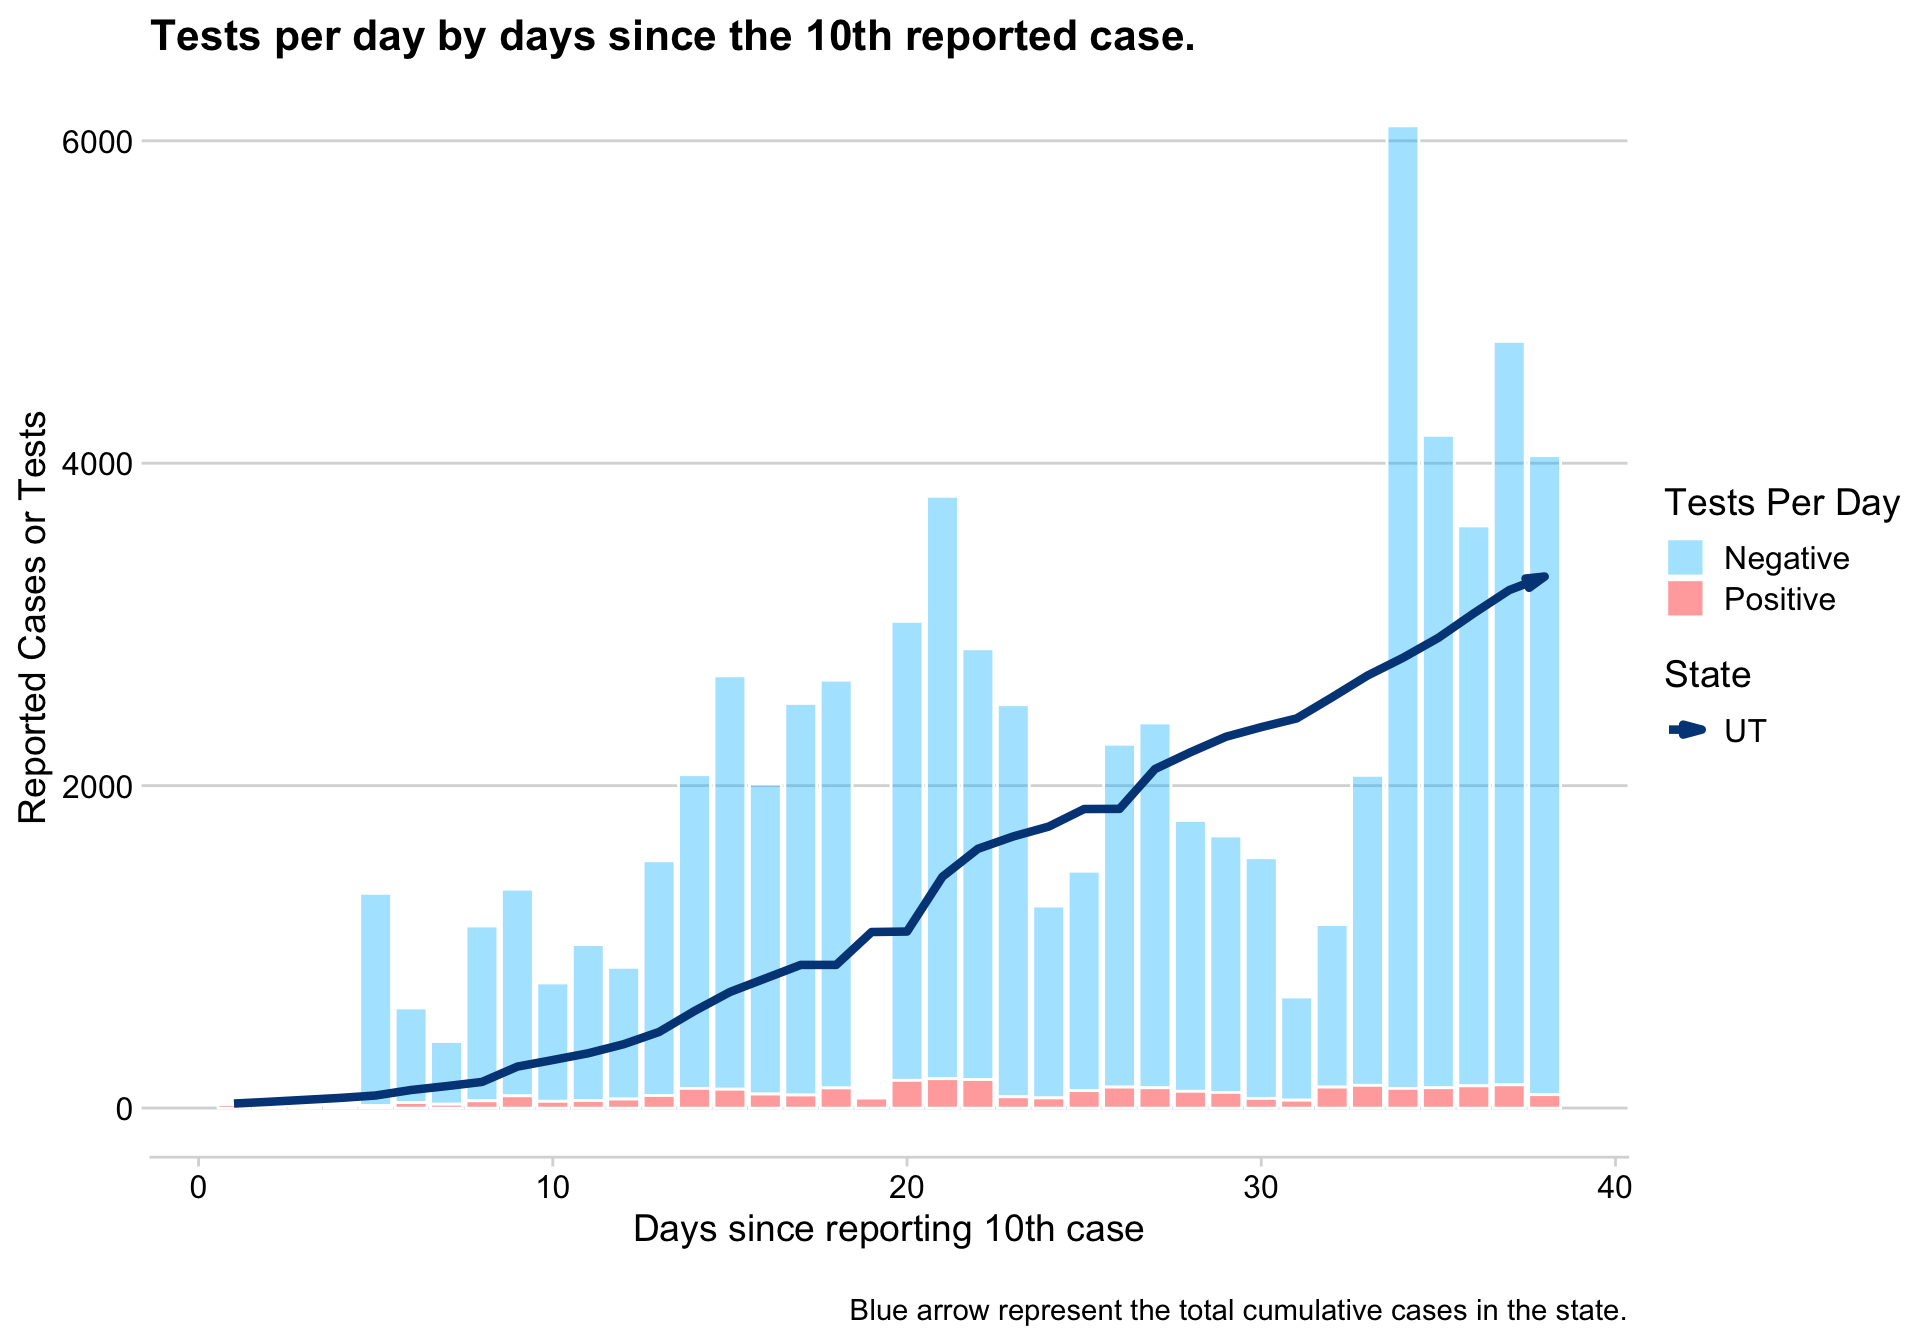 Tests per day by days since the 10th reported case.
6000
4000
2000
0
Reported Cases or Tests
0 10 20 30 40
Days since reporting 10th case
Tests Per Day
Negative
Positive
State
UT
Blue arrow represent the total cumulative cases in the state.